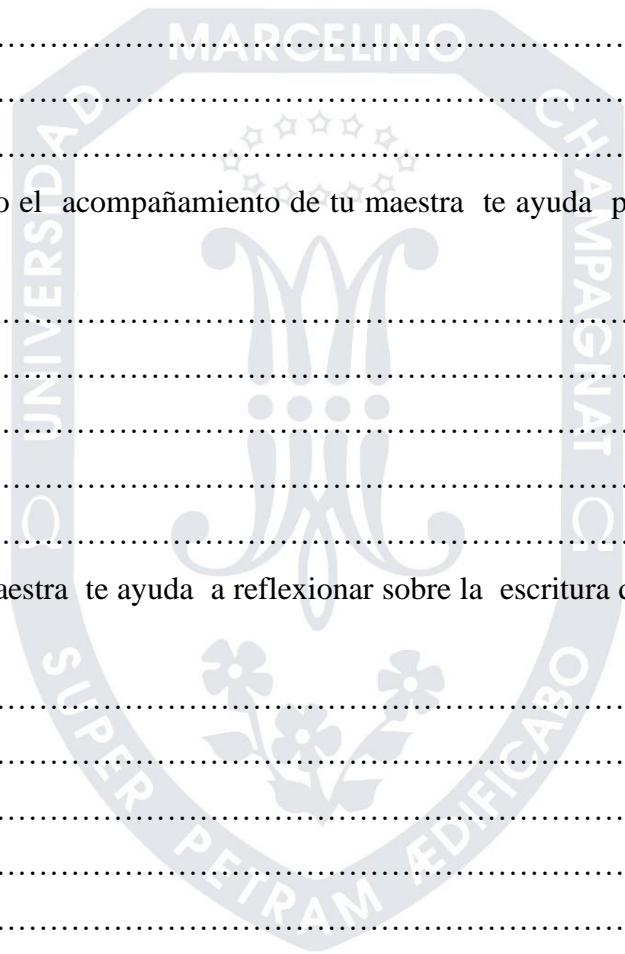 MARCELINO
UNIVERSIDAD
CHAMPAGNAT
................................................................
................................................................
................................................................
o el acompañamiento de tu maestra te ayuda p
................................................................
................................................................
................................................................
................................................................
................................................................
aestra te ayuda a reflexionar sobre la escritura d
................................................................
................................................................
................................................................
................................................................
................................................................
SUPER PETRAM ÆDIFICABO